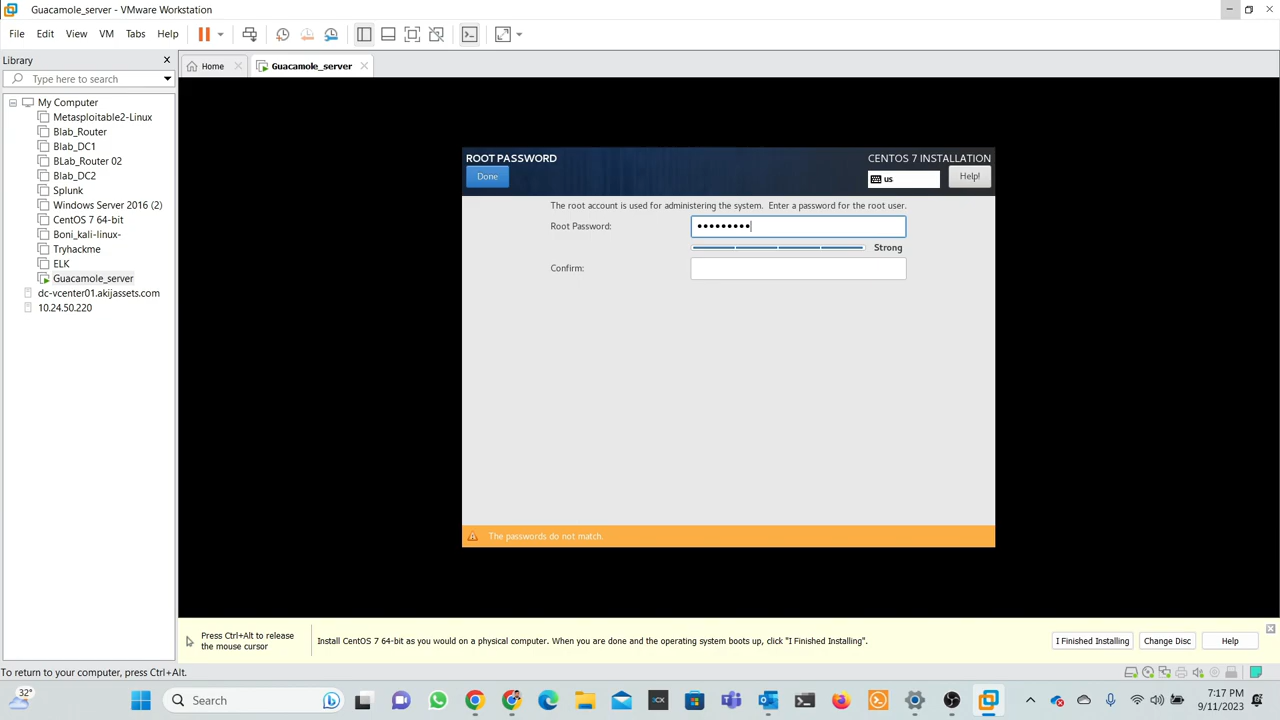 Guacamole_server - VMware Workstation
File Edit View VM Tabs Help
Library
Type here to search
My Computer
Metasploitable2-Linux
Blab_Router
Blab_DC1
BLab_Router 02
Blab_DC2
Splunk
Windows Server 2016 (2)
CentOS 7 64-bit
Boni_kali-linux-
Tryhackme
ELK
Guacamole_server
dc-vcenter01.akijassets.com
10.24.50.220
Home
Guacamole_server
ROOT PASSWORD
Done
CENTOS 7 INSTALLATION
us
Help!
The root account is used for administering the system. Enter a password for the root user.
Root Password:
•••••••••
Strong
Confirm:
The passwords do not match.
Press Ctrl+Alt to release
the mouse cursor
Install CentOS 7 64-bit as you would on a physical computer. When you are done and the operating system boots up, click "I Finished Installing".
I Finished Installing
Change Disc
Help
To return to your computer, press Ctrl+Alt.
32°
Search
7:17 PM
9/11/2023